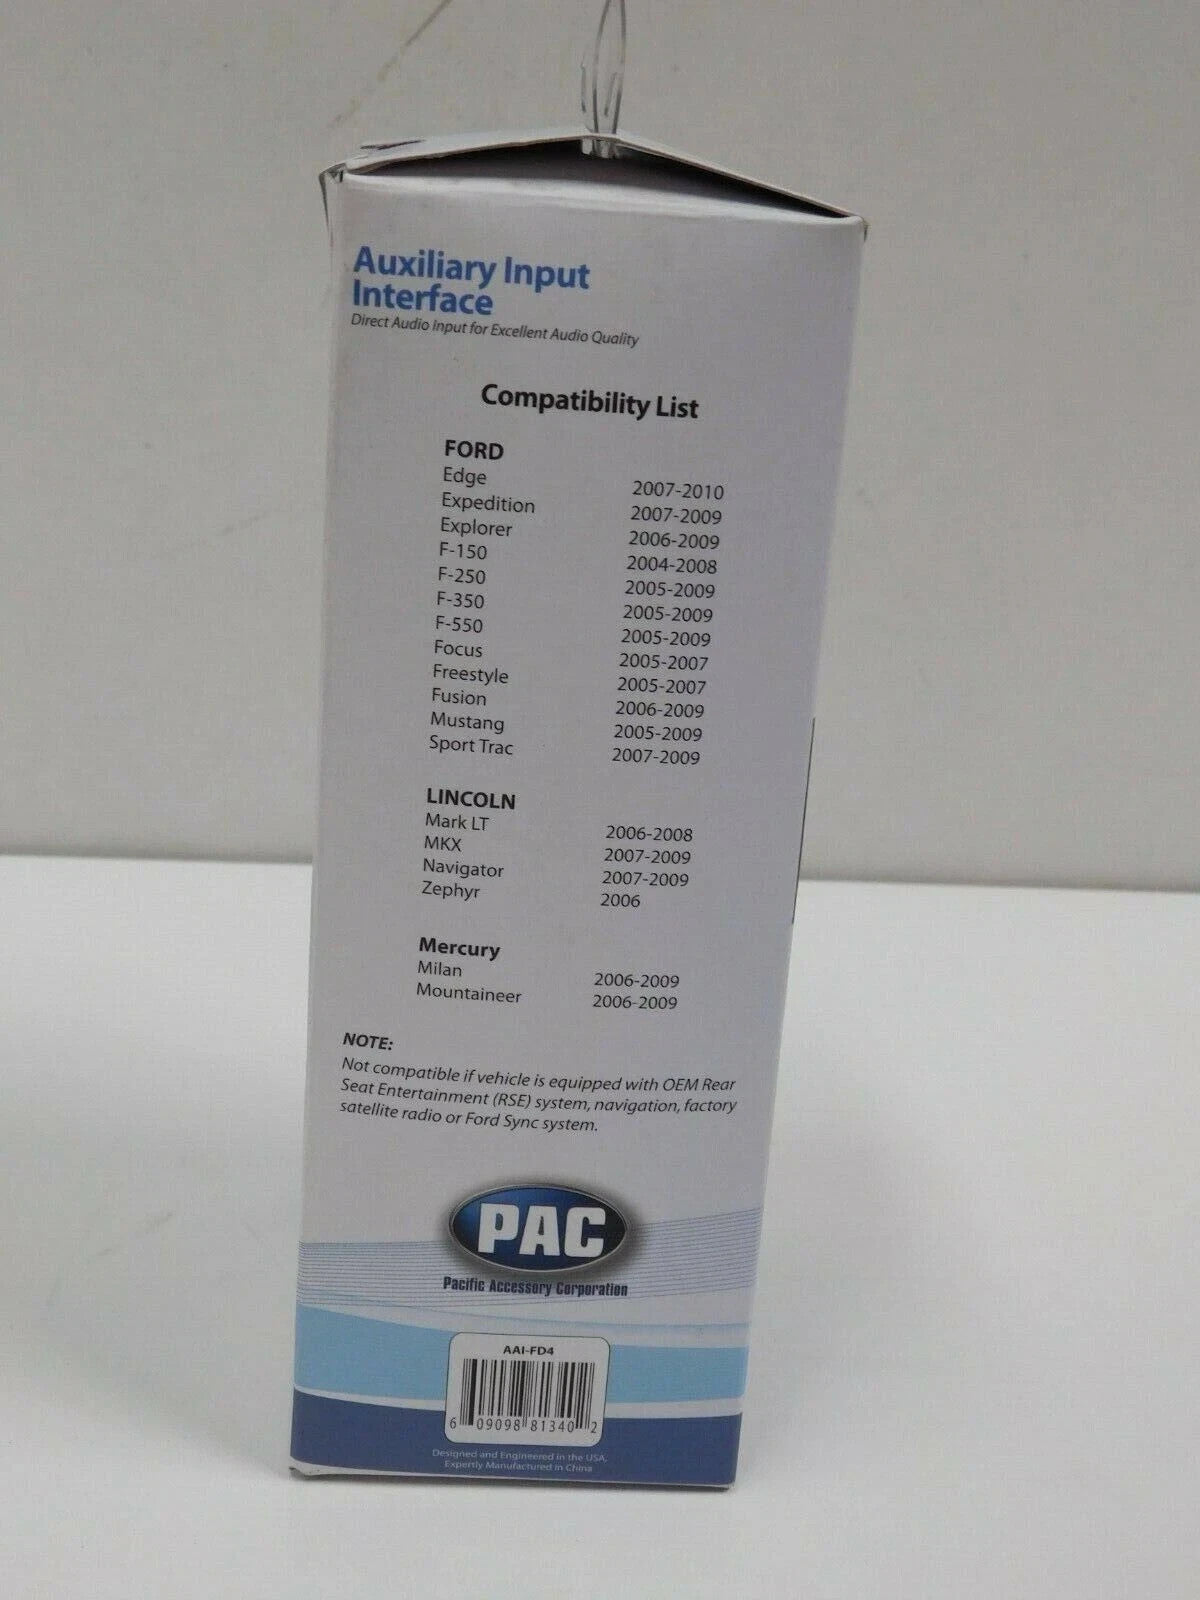 Auxiliary Input
Interface
Direct Audio Input for Excellent Audio Quality
Compatibility List
FORD
Edge 2007-2010
Expedition 2007-2009
Explorer 2006-2009
F-150 2004-2008
F-250 2005-2009
F-350 2005-2009
F-550 2005-2009
Focus 2005-2007
Freestyle 2005-2007
Fusion 2006-2009
Mustang 2005-2009
Sport Trac 2007-2009
LINCOLN
Mark LT 2006-2008
MKX 2007-2009
Navigator 2007-2009
Zephyr 2006
Mercury
Milan 2006-2009
Mountaineer 2006-2009
NOTE:
Not compatible if vehicle is equipped with OEM Rear
Seat Entertainment (RSE) system, navigation, factory
satellite radio or Ford Sync system.
PAC
Pacific Accessory Corporation
AAI-FD4
6 09098 81340 2
Designed and Engineered in the USA,
Expertly Manufactured in China